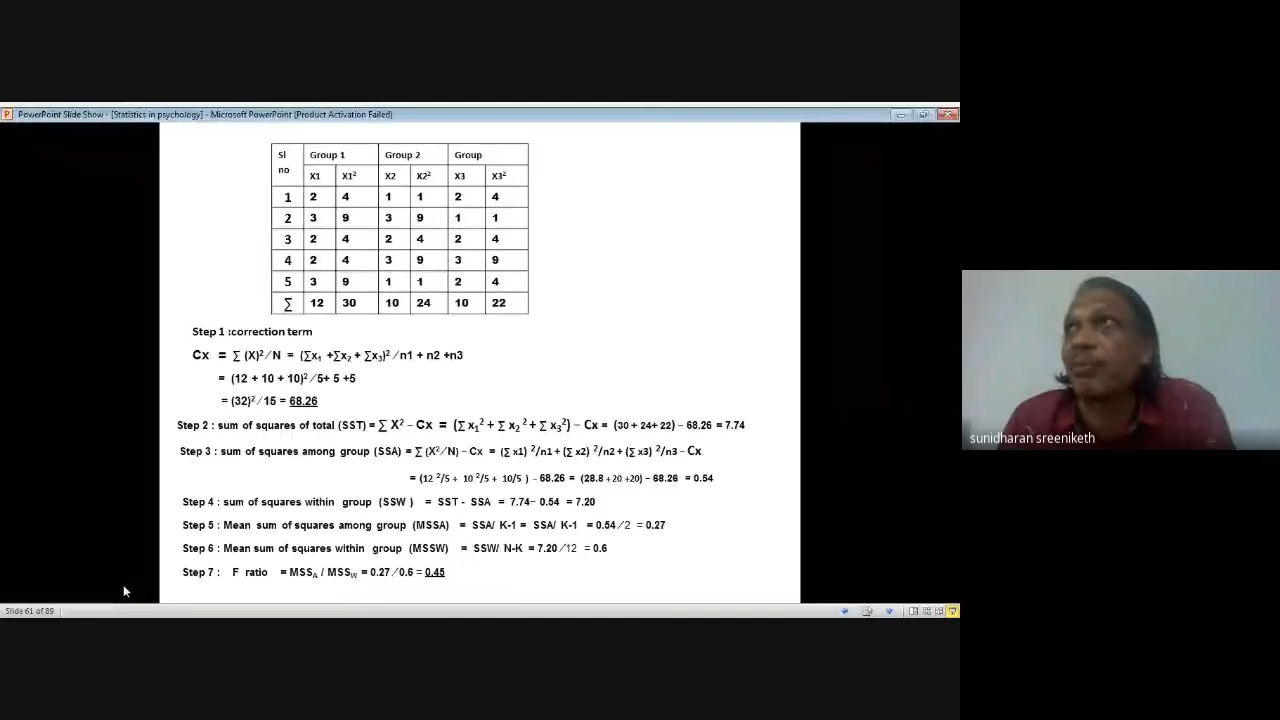 PowerPoint Slide Show - [Statistics in psychology] - Microsoft PowerPoint (Product Activation Failed)
Sl no Group 1 Group 2 Group
X1 X1² X2 X2² X3 X3²
1 2 4 1 1 2 4
2 3 9 3 9 1 1
3 2 4 2 4 2 4
4 2 4 3 9 3 9
5 3 9 1 1 2 4
∑ 12 30 10 24 10 22
Step 1 :correction term
Cx = ∑ (X)²/N = (∑x₁ +∑x₂ + ∑x₃)² /n1 + n2 +n3
= (12 + 10 + 10)² /5+ 5 +5
= (32)² /15 = 68.26
Step 2 : sum of squares of total (SST) = ∑ X² – Cx = (∑ x₁² + ∑ x₂² + ∑ x₃²) – Cx = (30 + 24+ 22) – 68.26 = 7.74
Step 3 : sum of squares among group (SSA) = ∑ (X²/N) – Cx = (∑ x1) ²/n1 + (∑ x2) ²/n2 + (∑ x3) ²/n3 – Cx
= (12 ²/5 + 10 ²/5 + 10/5 ) – 68.26 = (28.8 +20 +20) – 68.26 = 0.54
Step 4 : sum of squares within group (SSW ) = SST - SSA = 7.74– 0.54 = 7.20
Step 5 : Mean sum of squares among group (MSSA) = SSA/ K-1 = SSA/ K-1 = 0.54/2 = 0.27
Step 6 : Mean sum of squares within group (MSSW) = SSW/ N-K = 7.20/12 = 0.6
Step 7 : F ratio = MSS_A / MSS_W = 0.27/0.6 = 0.45
Slide 61 of 89
sunidharan sreeniketh